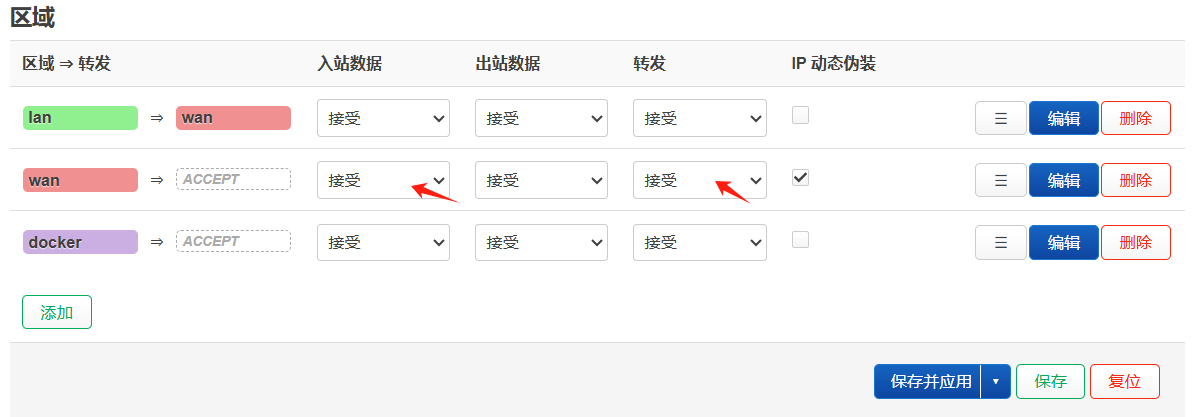 区域
区域 ⇒ 转发 入站数据 出站数据 转发 IP 动态伪装
lan ⇒ wan 接受 接受 接受 ☰ 编辑 删除
wan ⇒ ACCEPT 接受 接受 接受 ☰ 编辑 删除
docker ⇒ ACCEPT 接受 接受 接受 ☰ 编辑 删除
添加
保存并应用 保存 复位